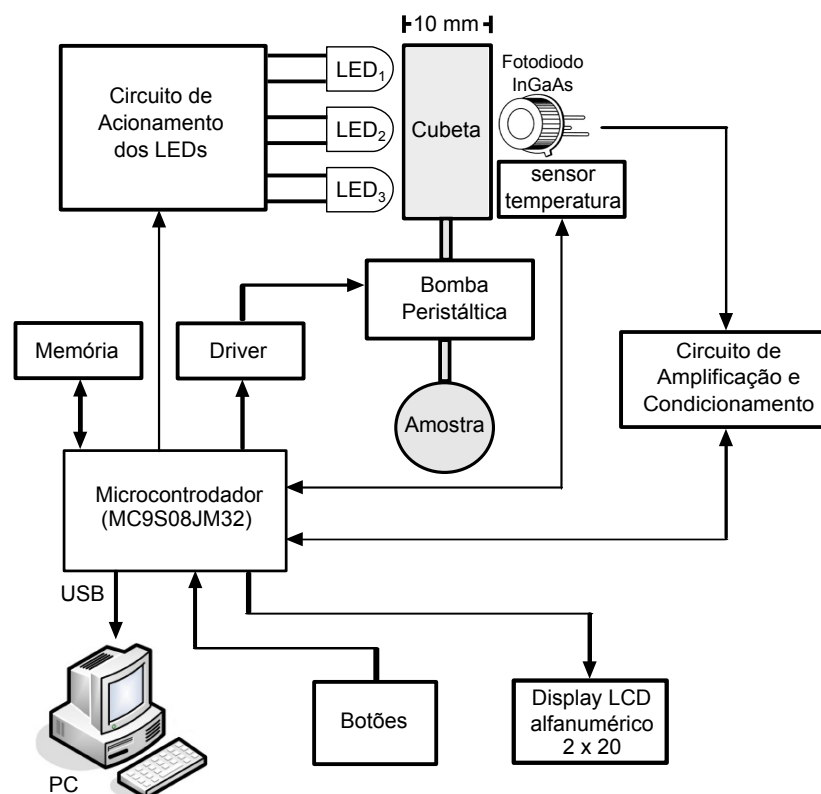 10 mm
Circuito de
Acionamento
dos LEDs
LED1
LED2
LED3
Cubeta
Fotodiodo
InGaAs
sensor
temperatura
Bomba
Peristáltica
Memória
Driver
Circuito de
Amplificação e
Condicionamento
Amostra
Microcontrodador
(MC9S08JM32)
USB
PC
Botões
Display LCD
alfanumérico
2 x 20